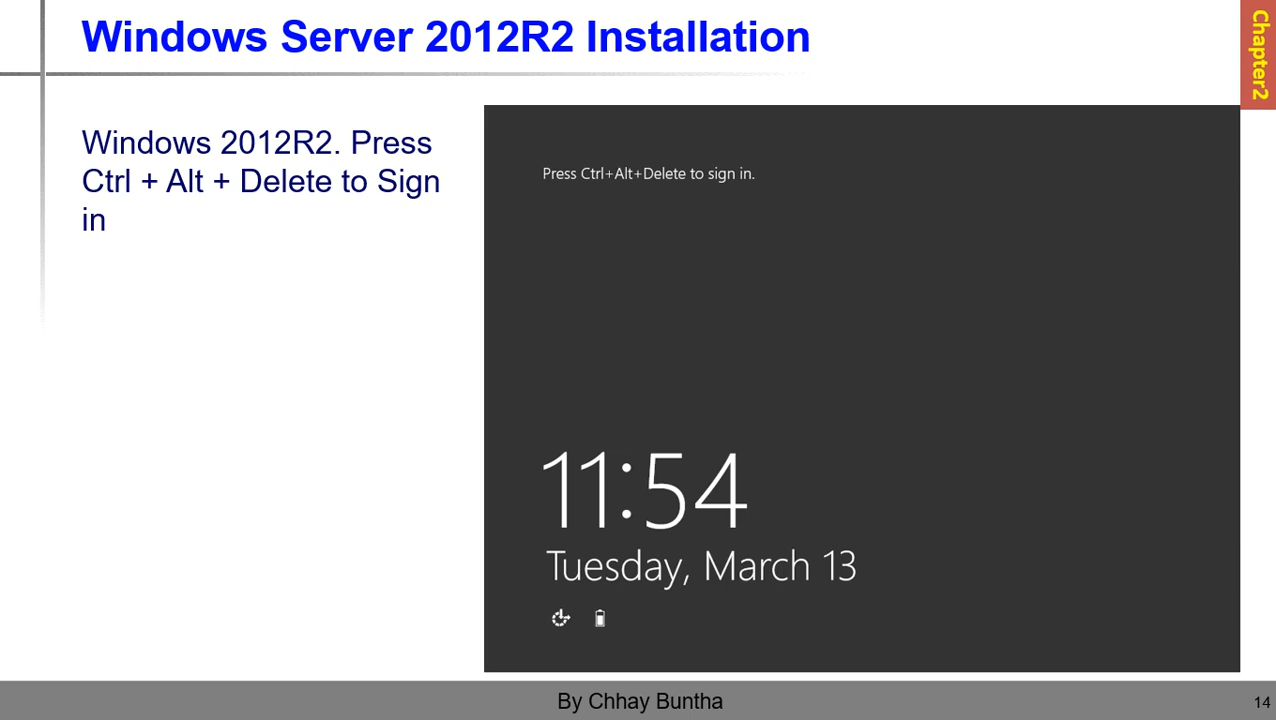 Windows Server 2012R2 Installation
Chapter2
Windows 2012R2. Press
Ctrl + Alt + Delete to Sign
in
Press Ctrl+Alt+Delete to sign in.
11:54
Tuesday, March 13
By Chhay Buntha
14